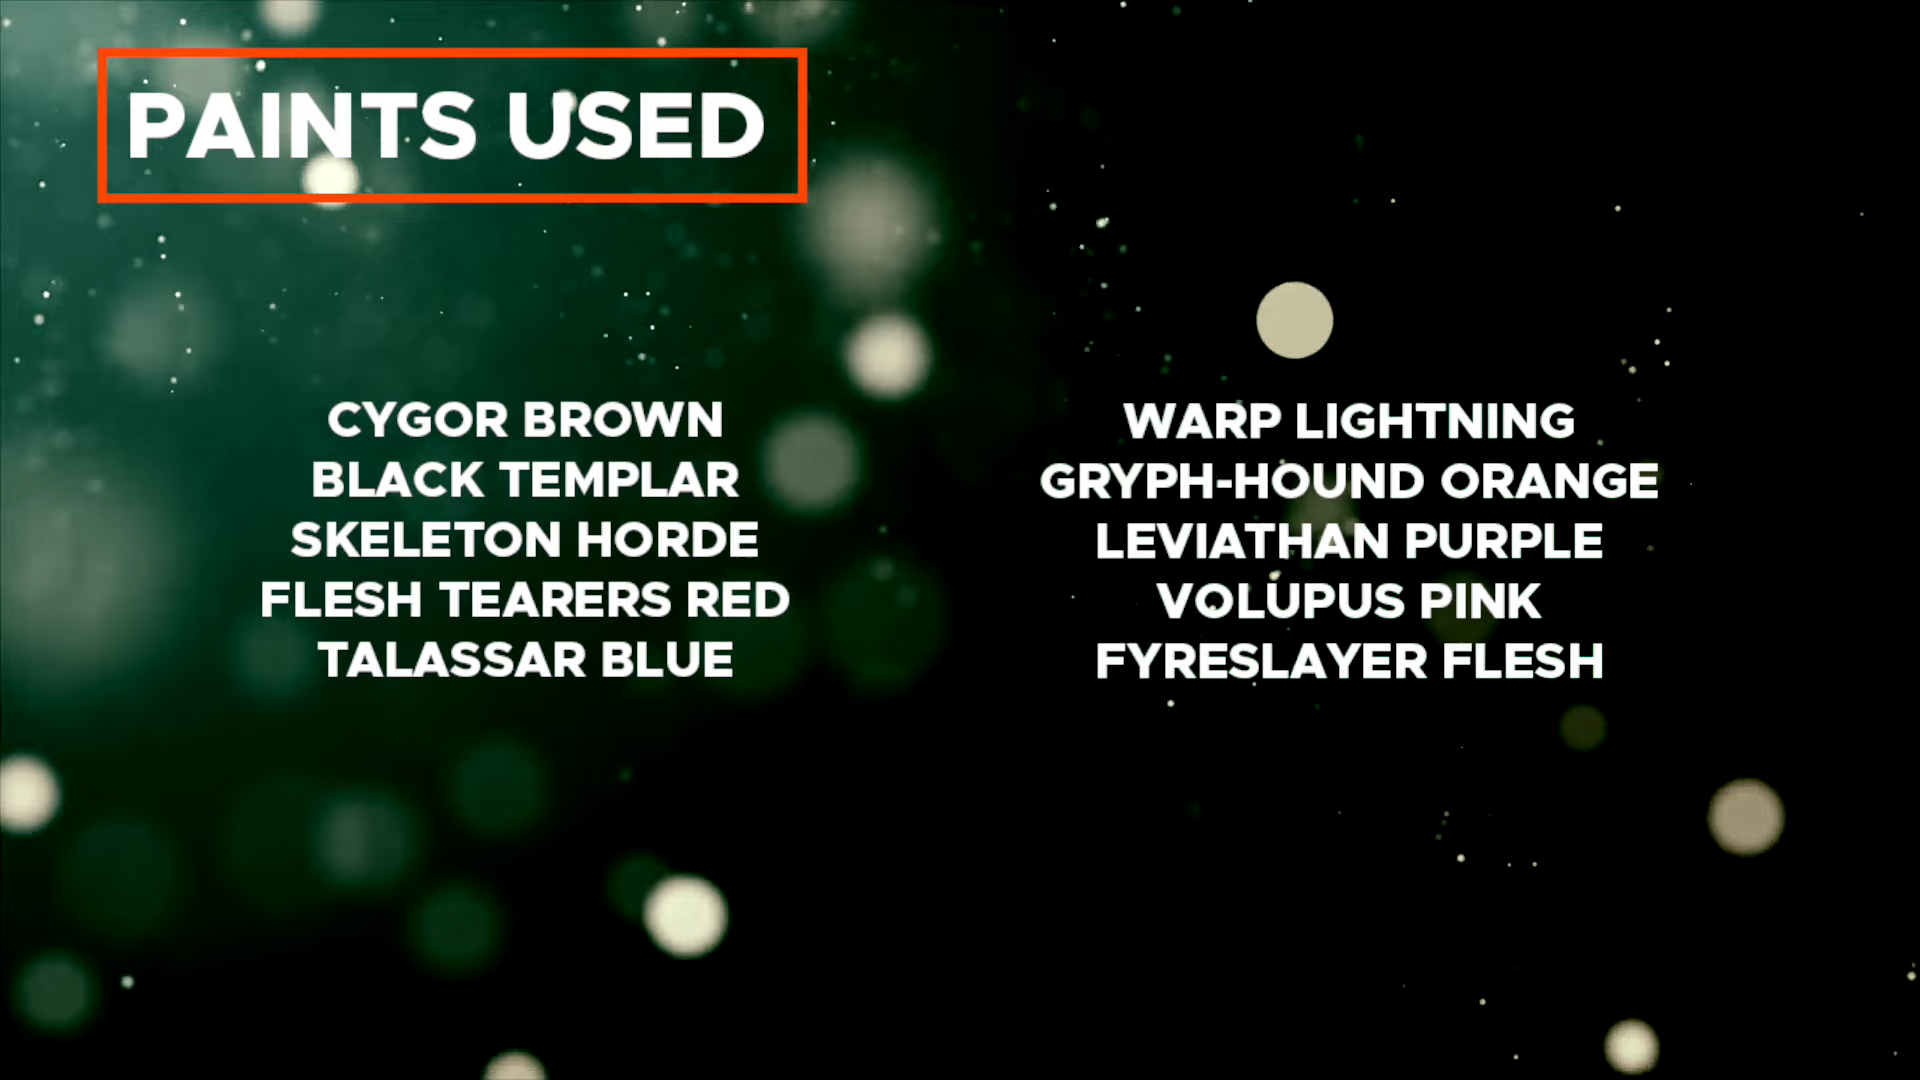 PAINTS USED
CYGOR BROWN
BLACK TEMPLAR
SKELETON HORDE
FLESH TEARERS RED
TALASSAR BLUE
WARP LIGHTNING
GRYPH-HOUND ORANGE
LEVIATHAN PURPLE
VOLUPUS PINK
FYRESLAYER FLESH